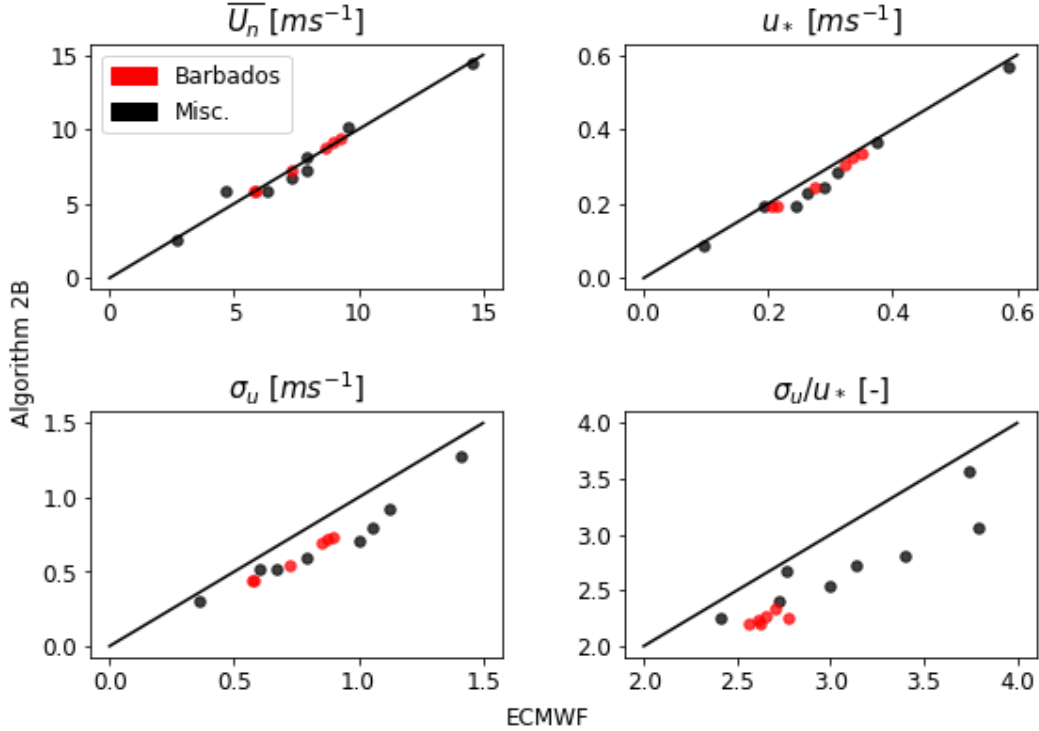 $\overline{U_n}$ [$ms^{-1}$]
$u_*$ [$ms^{-1}$]
15
10
5
0
0 5 10 15
Barbados
Misc.
0.6
0.4
0.2
0.0
0.0 0.2 0.4 0.6
Algorithm 2B
$\sigma_u$ [$ms^{-1}$]
$\sigma_u/u_*$ [-]
1.5
1.0
0.5
0.0
0.0 0.5 1.0 1.5
4.0
3.5
3.0
2.5
2.0
2.0 2.5 3.0 3.5 4.0
ECMWF